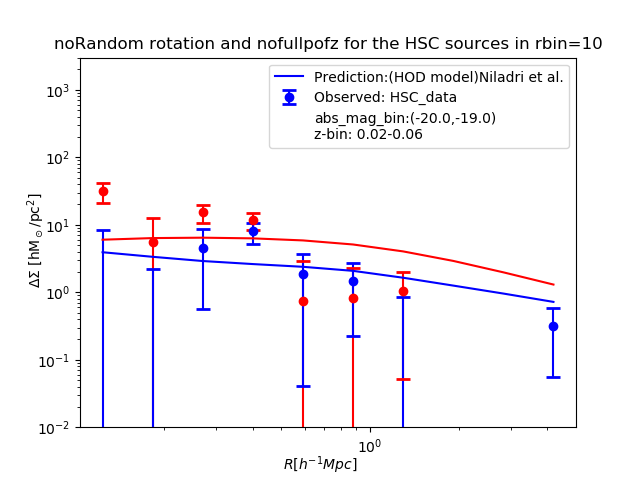 noRandom rotation and nofullpofz for the HSC sources in rbin=10
Prediction:(HOD model)Niladri et al.
Observed: HSC_data
abs_mag_bin:(-20.0,-19.0)
z-bin: 0.02-0.06
ΔΣ [hM⊙/pc²]
10³
10²
10¹
10⁰
10⁻¹
10⁻²
10⁰
R[h⁻¹Mpc]